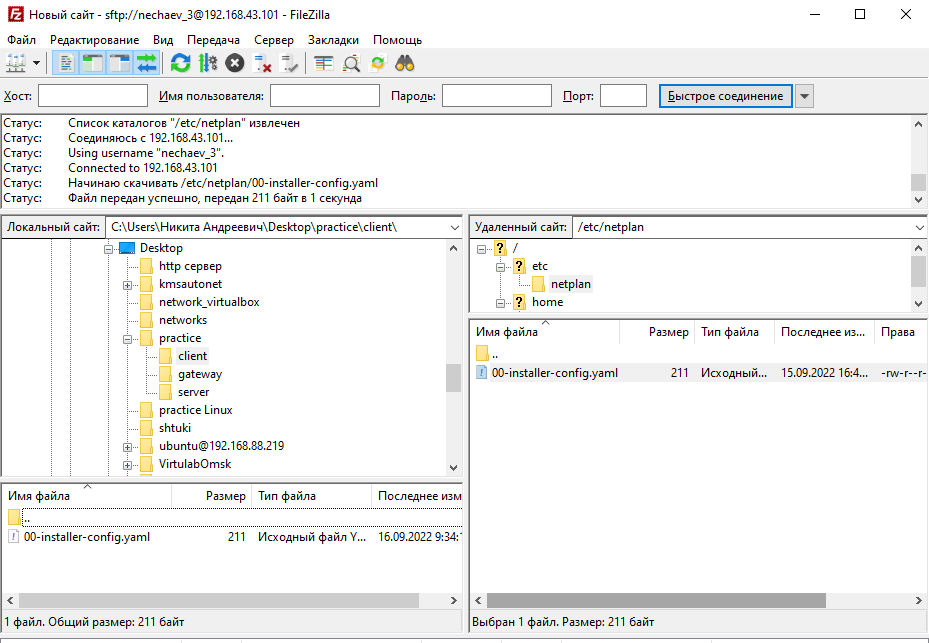 Новый сайт - sftp://nechaev_3@192.168.43.101 - FileZilla
Файл Редактирование Вид Передача Сервер Закладки Помощь
Хост: Имя пользователя: Пароль: Порт: Быстрое соединение
Статус: Список каталогов "/etc/netplan" извлечен
Статус: Соединяюсь с 192.168.43.101...
Статус: Using username "nechaev_3".
Статус: Connected to 192.168.43.101
Статус: Начинаю скачивать /etc/netplan/00-installer-config.yaml
Статус: Файл передан успешно, передан 211 байт в 1 секунда
Локальный сайт: C:\Users\Никита Андреевич\Desktop\practice\client\
Desktop
http сервер
kmsautonet
network_virtualbox
networks
practice
client
gateway
server
practice Linux
shtuki
ubuntu@192.168.88.219
VirtulabOmsk
Имя файла Размер Тип файла Последнее изм
..
00-installer-config.yaml 211 Исходный файл Y... 16.09.2022 9:34:1
1 файл. Общий размер: 211 байт
Удаленный сайт: /etc/netplan
/
etc
netplan
home
Имя файла Размер Тип файла Последнее из... Права
..
00-installer-config.yaml 211 Исходный... 15.09.2022 16:4... -rw-r--r-
Выбран 1 файл. Размер: 211 байт